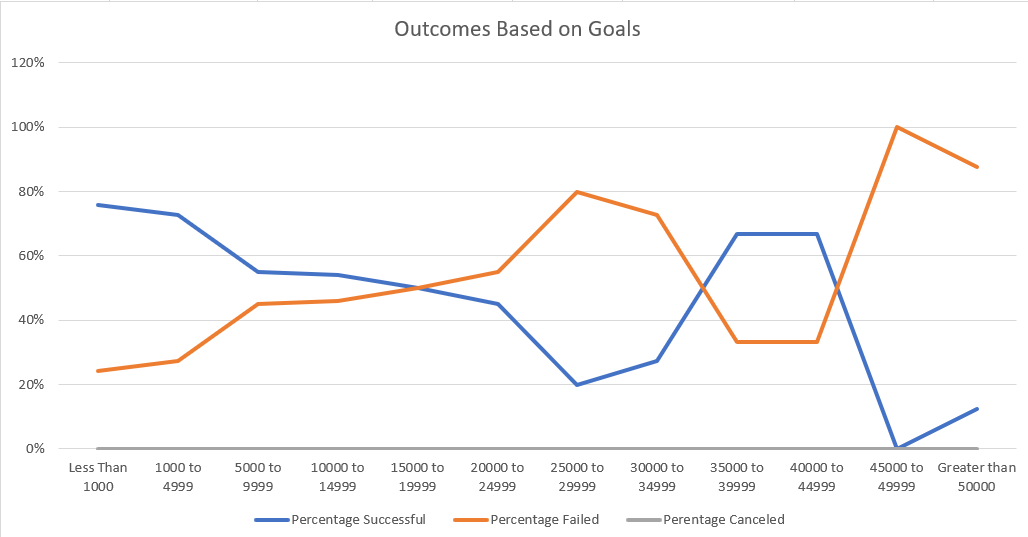 Outcomes Based on Goals
120%
100%
80%
60%
40%
20%
0%
Less Than 1000
1000 to 4999
5000 to 9999
10000 to 14999
15000 to 19999
20000 to 24999
25000 to 29999
30000 to 34999
35000 to 39999
40000 to 44999
45000 to 49999
Greater than 50000
Percentage Successful
Percentage Failed
Perentage Canceled